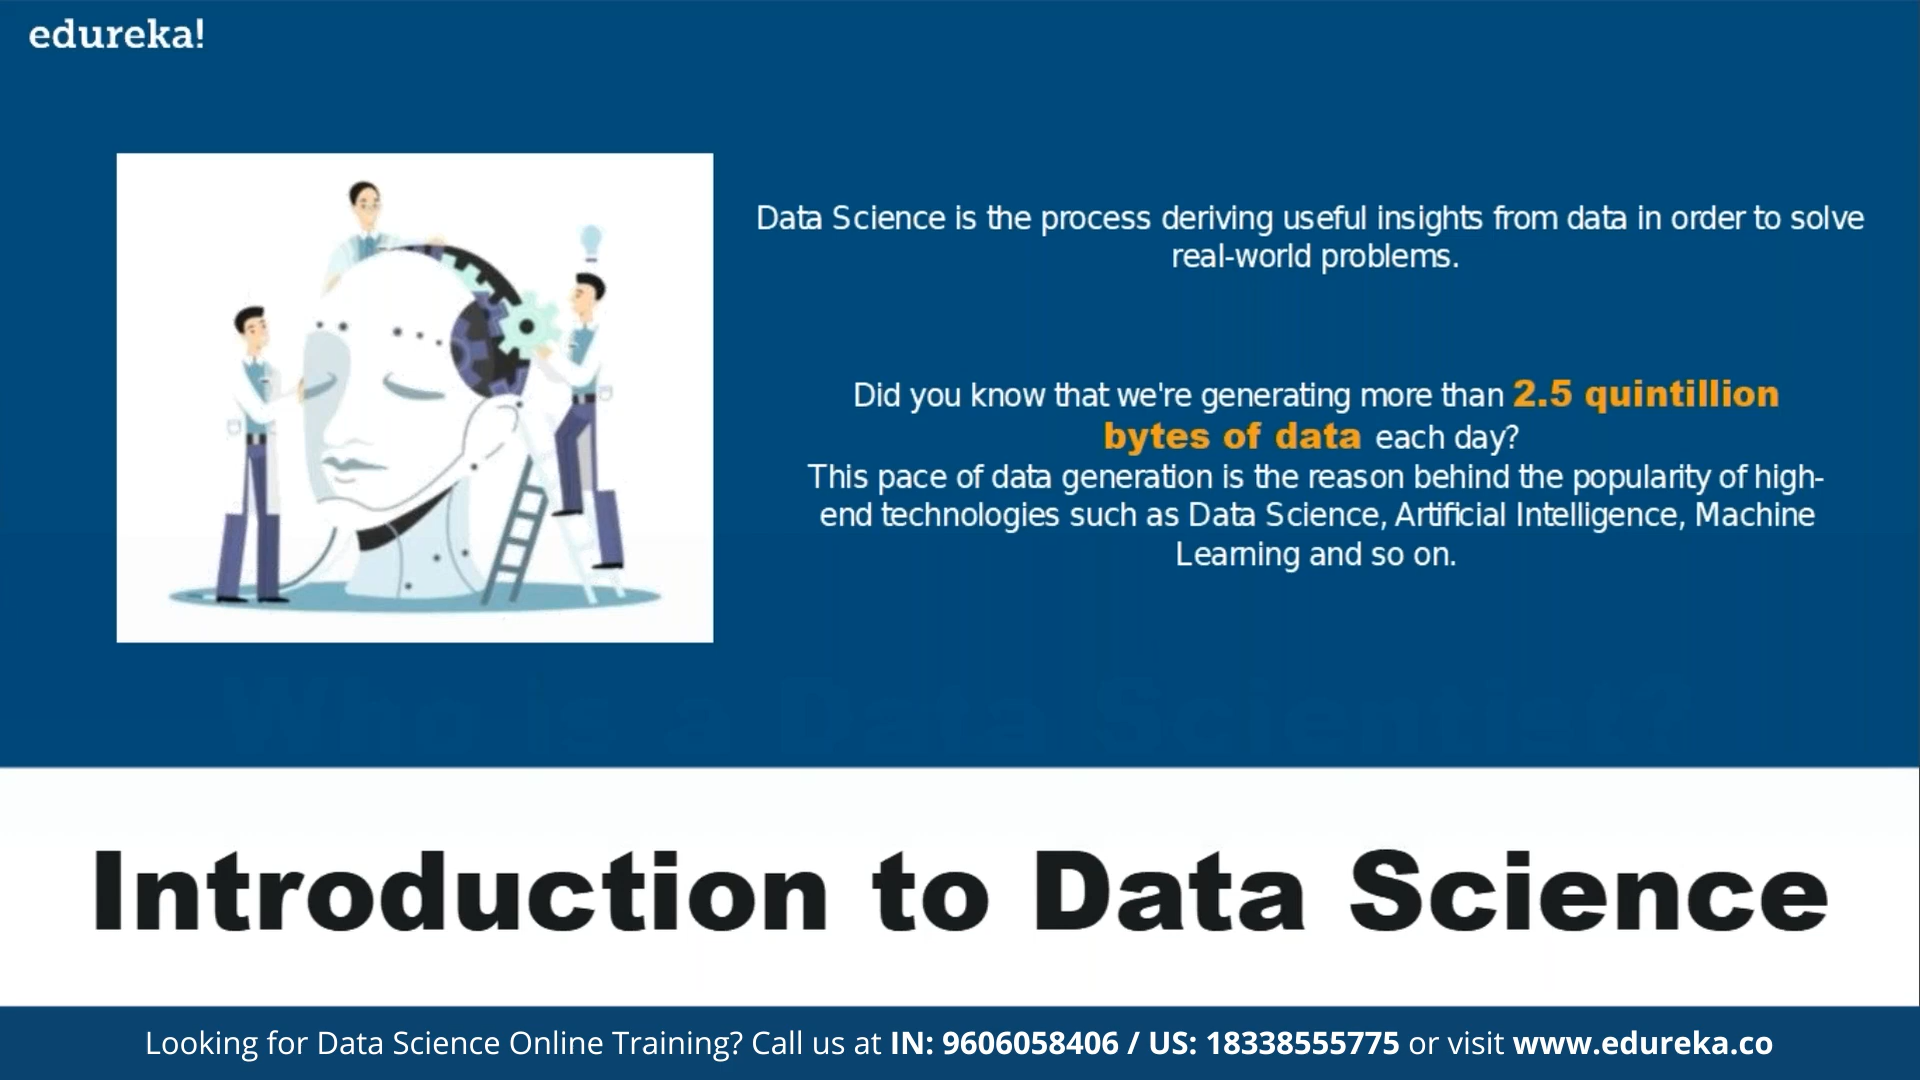 edureka!
Data Science is the process deriving useful insights from data in order to solve
real-world problems.
Did you know that we're generating more than 2.5 quintillion
bytes of data each day?
This pace of data generation is the reason behind the popularity of high-
end technologies such as Data Science, Artificial Intelligence, Machine
Learning and so on.
Who is a Data Scientist?
Introduction to Data Science
Looking for Data Science Online Training? Call us at IN: 9606058406 / US: 18338555775 or visit www.edureka.co